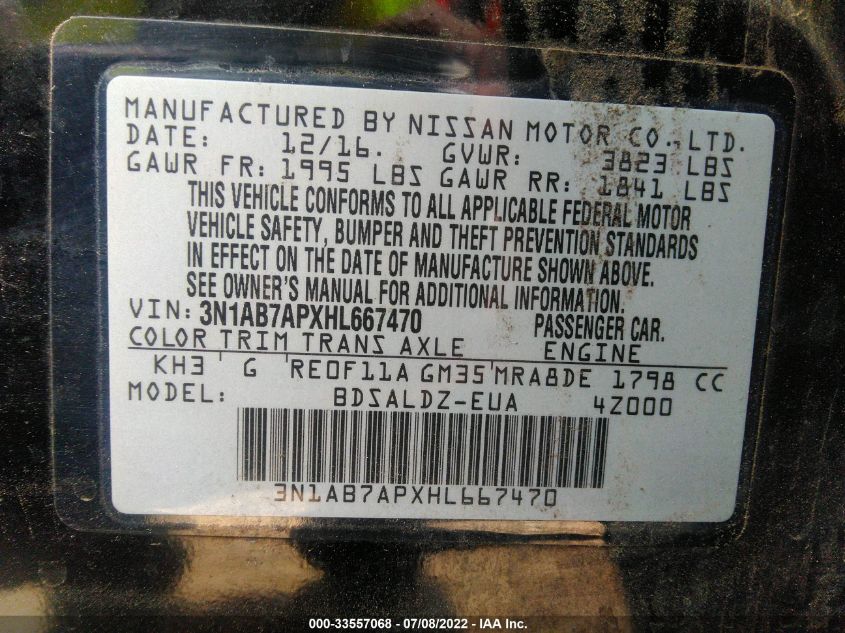 MANUFACTURED BY NISSAN MOTOR CO., LTD.
DATE: 12/16. GVWR: 3823 LBS
GAWR FR: 1995 LBS GAWR RR: 1841 LBS
THIS VEHICLE CONFORMS TO ALL APPLICABLE FEDERAL MOTOR
VEHICLE SAFETY, BUMPER AND THEFT PREVENTION STANDARDS
IN EFFECT ON THE DATE OF MANUFACTURE SHOWN ABOVE.
SEE OWNER'S MANUAL FOR ADDITIONAL INFORMATION.
VIN: 3N1AB7APXHL667470 PASSENGER CAR.
COLOR TRIM TRANS AXLE ENGINE
KH3 G RE0F11A GM35 MRA8DE 1798 CC
MODEL: BDSALDZ-EUA 4Z000
3N1AB7APXHL667470
000-33557068 - 07/08/2022 - IAA Inc.